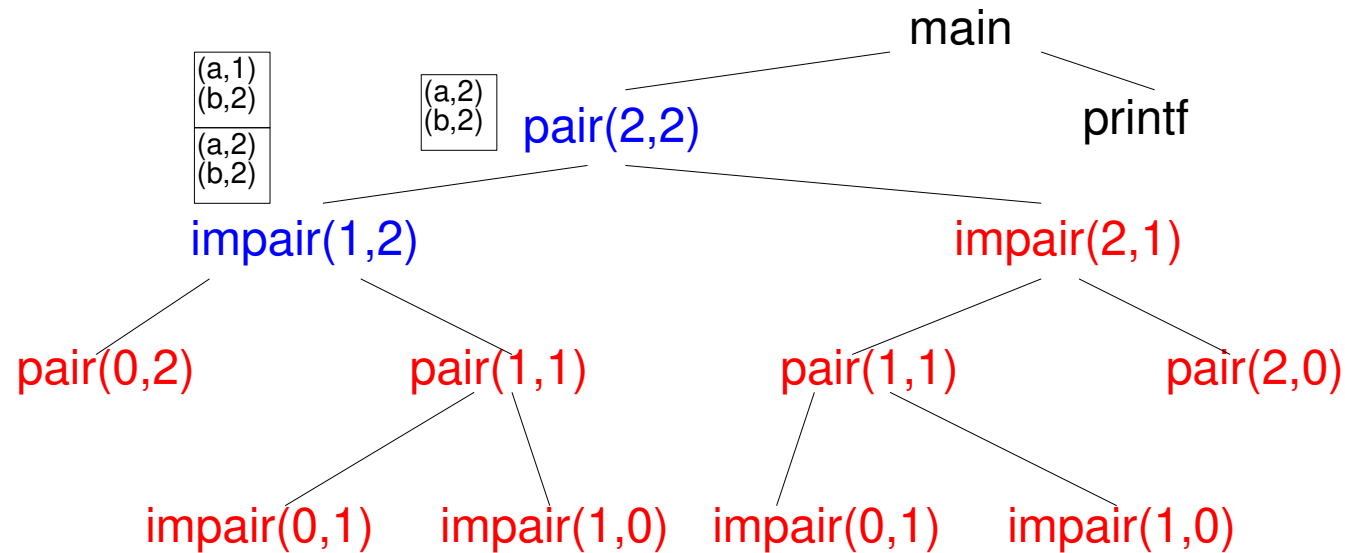 main
(a,1)
(b,2)
(a,2)
(b,2)
(a,2)
(b,2)
pair(2,2)
printf
impair(1,2)
impair(2,1)
pair(0,2)
pair(1,1)
pair(1,1)
pair(2,0)
impair(0,1)
impair(1,0)
impair(0,1)
impair(1,0)